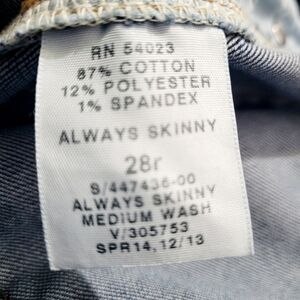 RN 54023
87% COTTON
12% POLYESTER
1% SPANDEX
ALWAYS SKINNY
28r
S/447436-00
ALWAYS SKINNY
MEDIUM WASH
V/305753
SPR14,12/13